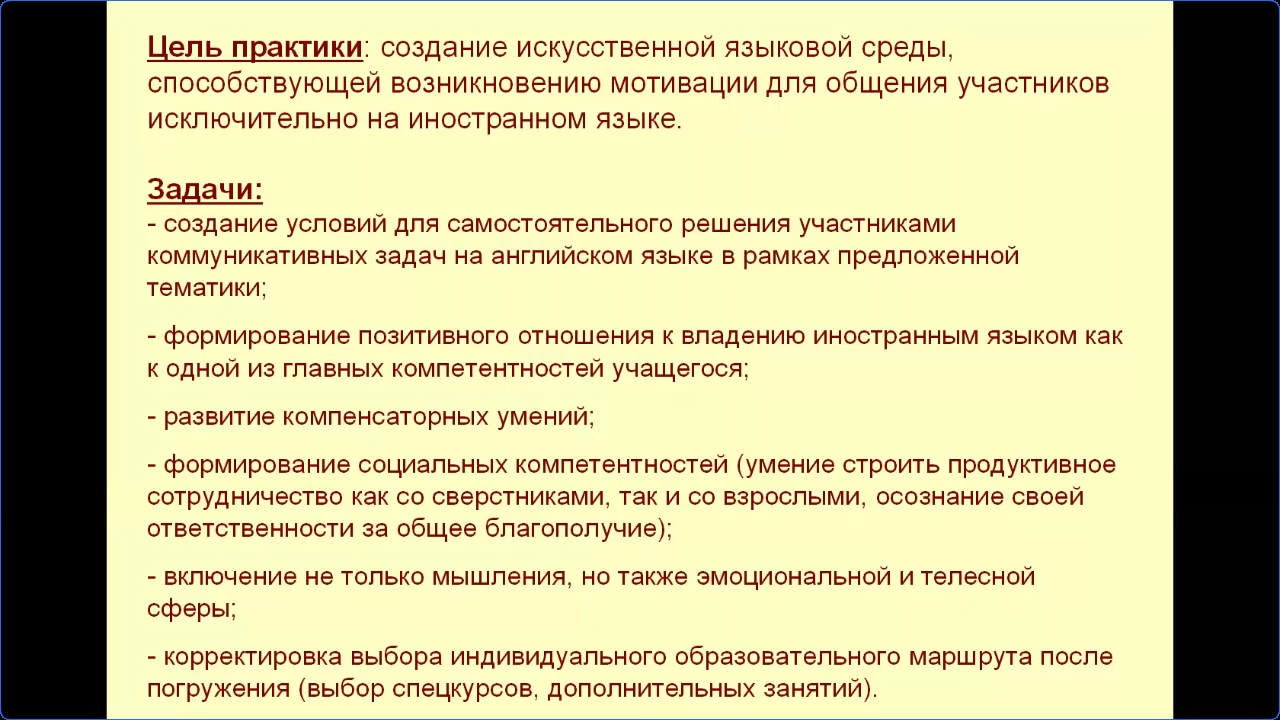 Цель практики: создание искусственной языковой среды,
способствующей возникновению мотивации для общения участников
исключительно на иностранном языке.
Задачи:
- создание условий для самостоятельного решения участниками
коммуникативных задач на английском языке в рамках предложенной
тематики;
- формирование позитивного отношения к владению иностранным языком как
к одной из главных компетентностей учащегося;
- развитие компенсаторных умений;
- формирование социальных компетентностей (умение строить продуктивное
сотрудничество как со сверстниками, так и со взрослыми, осознание своей
ответственности за общее благополучие);
- включение не только мышления, но также эмоциональной и телесной
сферы;
- корректировка выбора индивидуального образовательного маршрута после
погружения (выбор спецкурсов, дополнительных занятий).